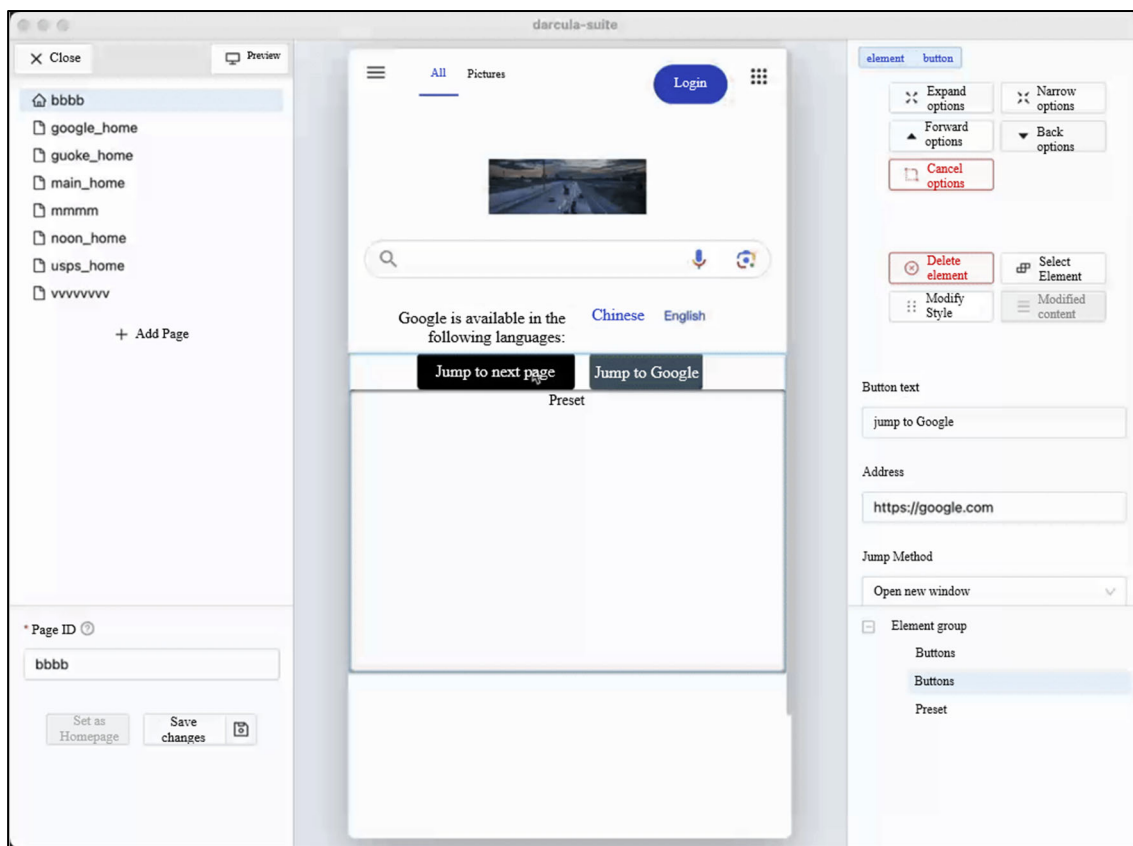 darcula-suite
Close
Preview
bbbb
google_home
guoke_home
main_home
mmmm
noon_home
usps_home
vvvvvvvv
+ Add Page
* Page ID ?
bbbb
Set as
Homepage
Save
changes
All
Pictures
Login
Google is available in the
following languages:
Chinese
English
Jump to next page
Jump to Google
Preset
element
button
Expand
options
Narrow
options
Forward
options
Back
options
Cancel
options
Delete
element
Select
Element
Modify
Style
Modified
content
Button text
jump to Google
Address
https://google.com
Jump Method
Open new window
Element group
Buttons
Buttons
Preset